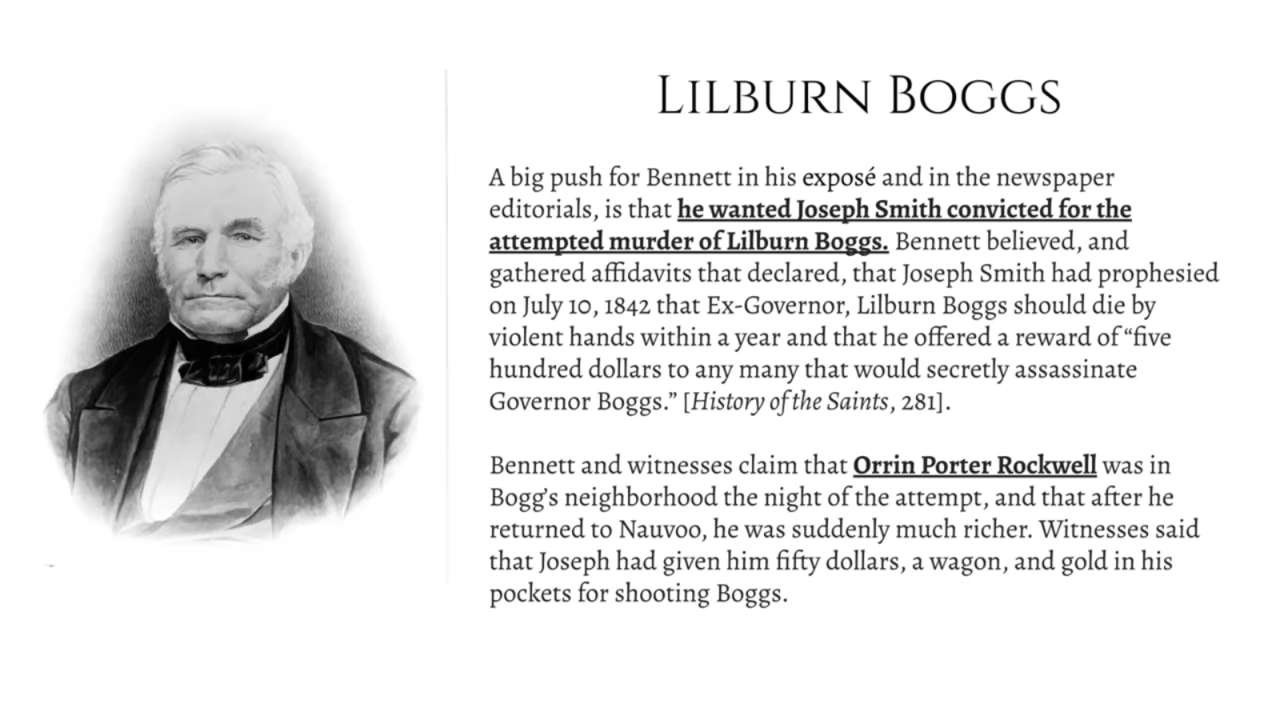 Lilburn Boggs
A big push for Bennett in his exposé and in the newspaper
editorials, is that he wanted Joseph Smith convicted for the
attempted murder of Lilburn Boggs. Bennett believed, and
gathered affidavits that declared, that Joseph Smith had prophesied
on July 10, 1842 that Ex-Governor, Lilburn Boggs should die by
violent hands within a year and that he offered a reward of “five
hundred dollars to any many that would secretly assassinate
Governor Boggs.” [History of the Saints, 281].
Bennett and witnesses claim that Orrin Porter Rockwell was in
Bogg’s neighborhood the night of the attempt, and that after he
returned to Nauvoo, he was suddenly much richer. Witnesses said
that Joseph had given him fifty dollars, a wagon, and gold in his
pockets for shooting Boggs.